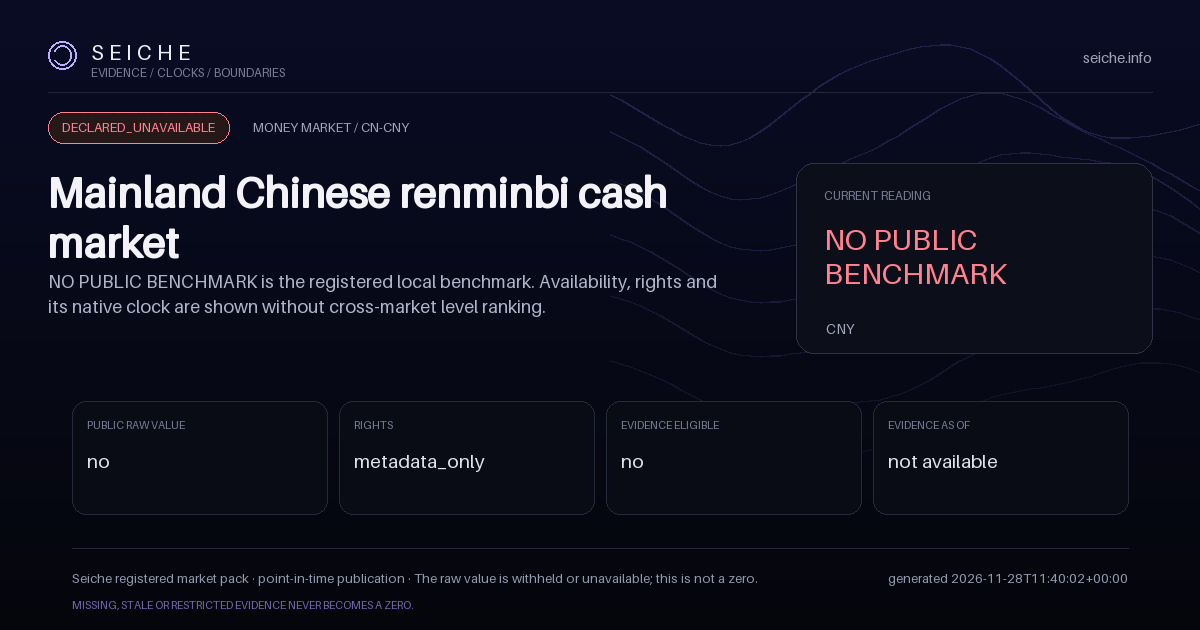 SEICHE
EVIDENCE / CLOCKS / BOUNDARIES
seiche.info
DECLARED_UNAVAILABLE
MONEY MARKET / CN-CNY
Mainland Chinese renminbi cash
market
NO PUBLIC BENCHMARK is the registered local benchmark. Availability, rights and
its native clock are shown without cross-market level ranking.
CURRENT READING
NO PUBLIC
BENCHMARK
CNY
PUBLIC RAW VALUE
no
RIGHTS
metadata_only
EVIDENCE ELIGIBLE
no
EVIDENCE AS OF
not available
Seiche registered market pack · point-in-time publication · The raw value is withheld or unavailable; this is not a zero.
generated 2026-11-28T11:40:02+00:00
MISSING, STALE OR RESTRICTED EVIDENCE NEVER BECOMES A ZERO.